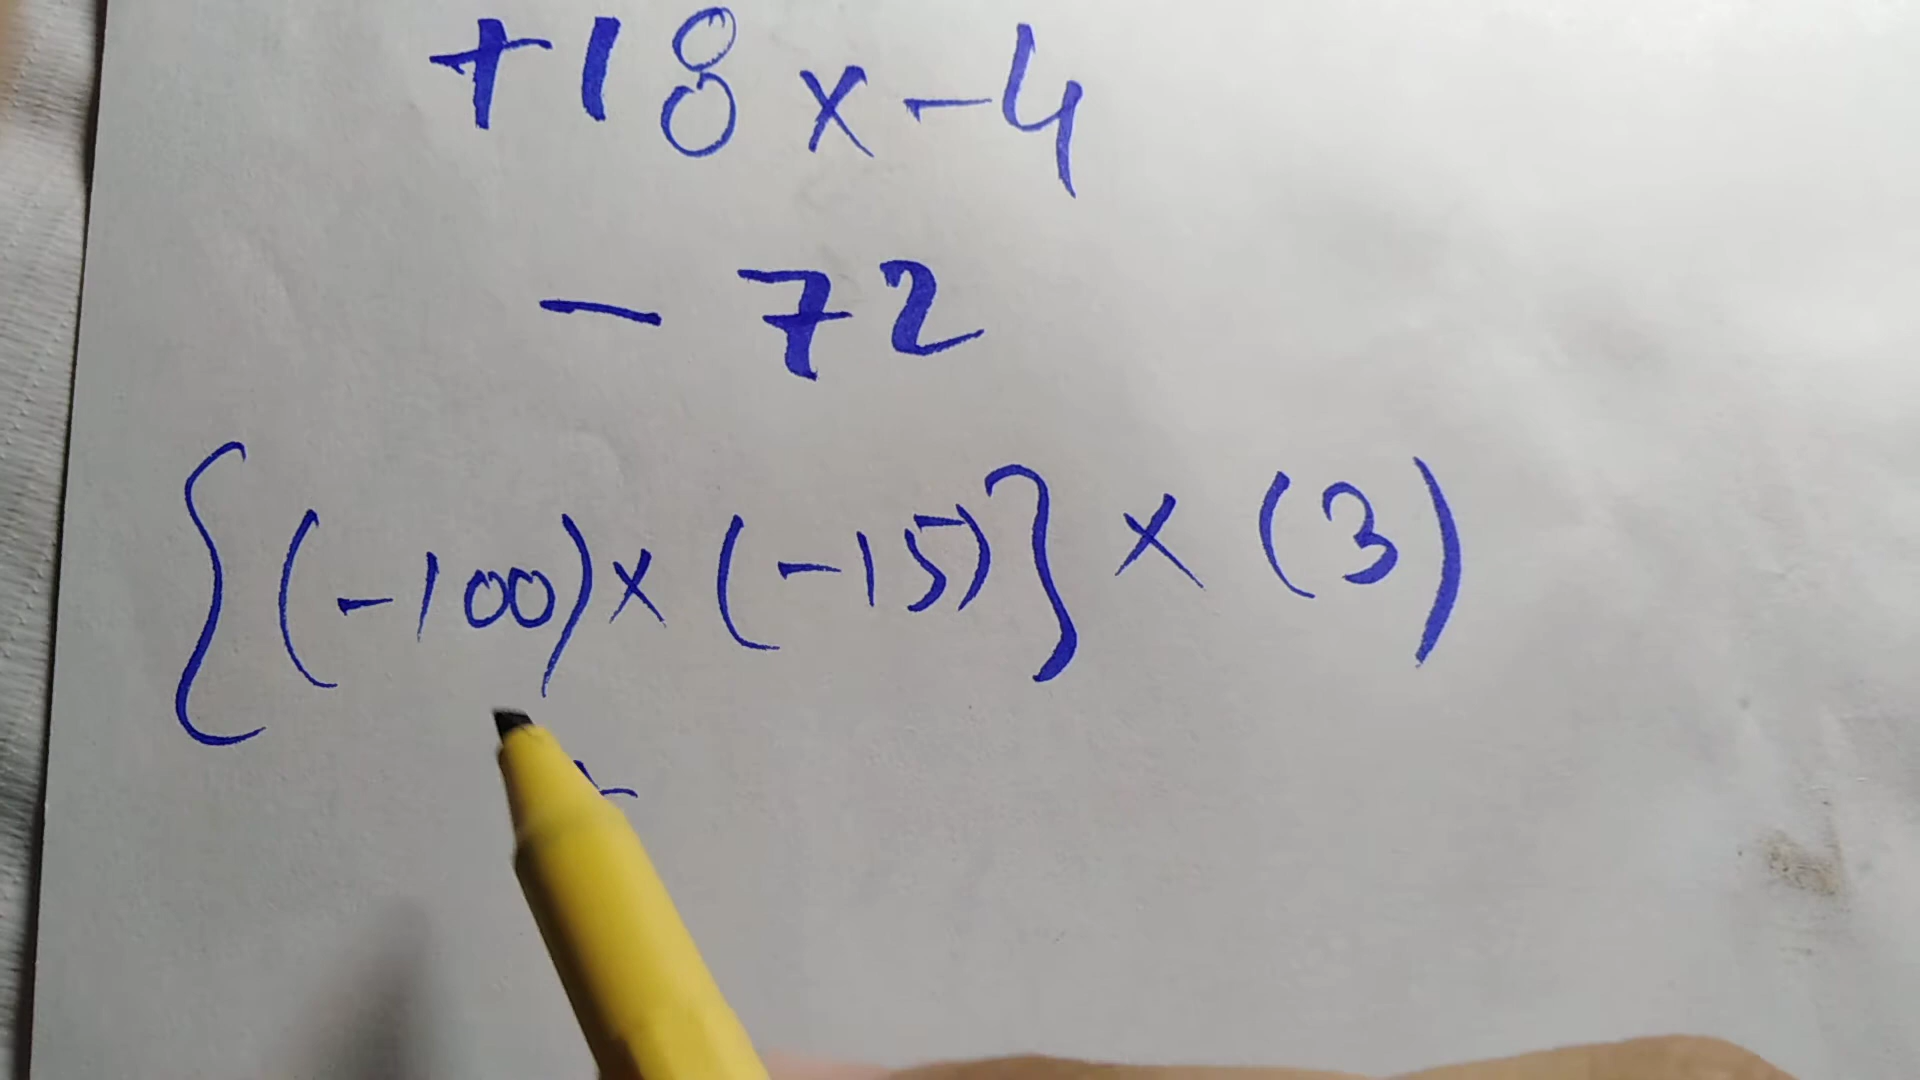 +18 x -4
- 72
{(-100) x (-15)} x (3)
+